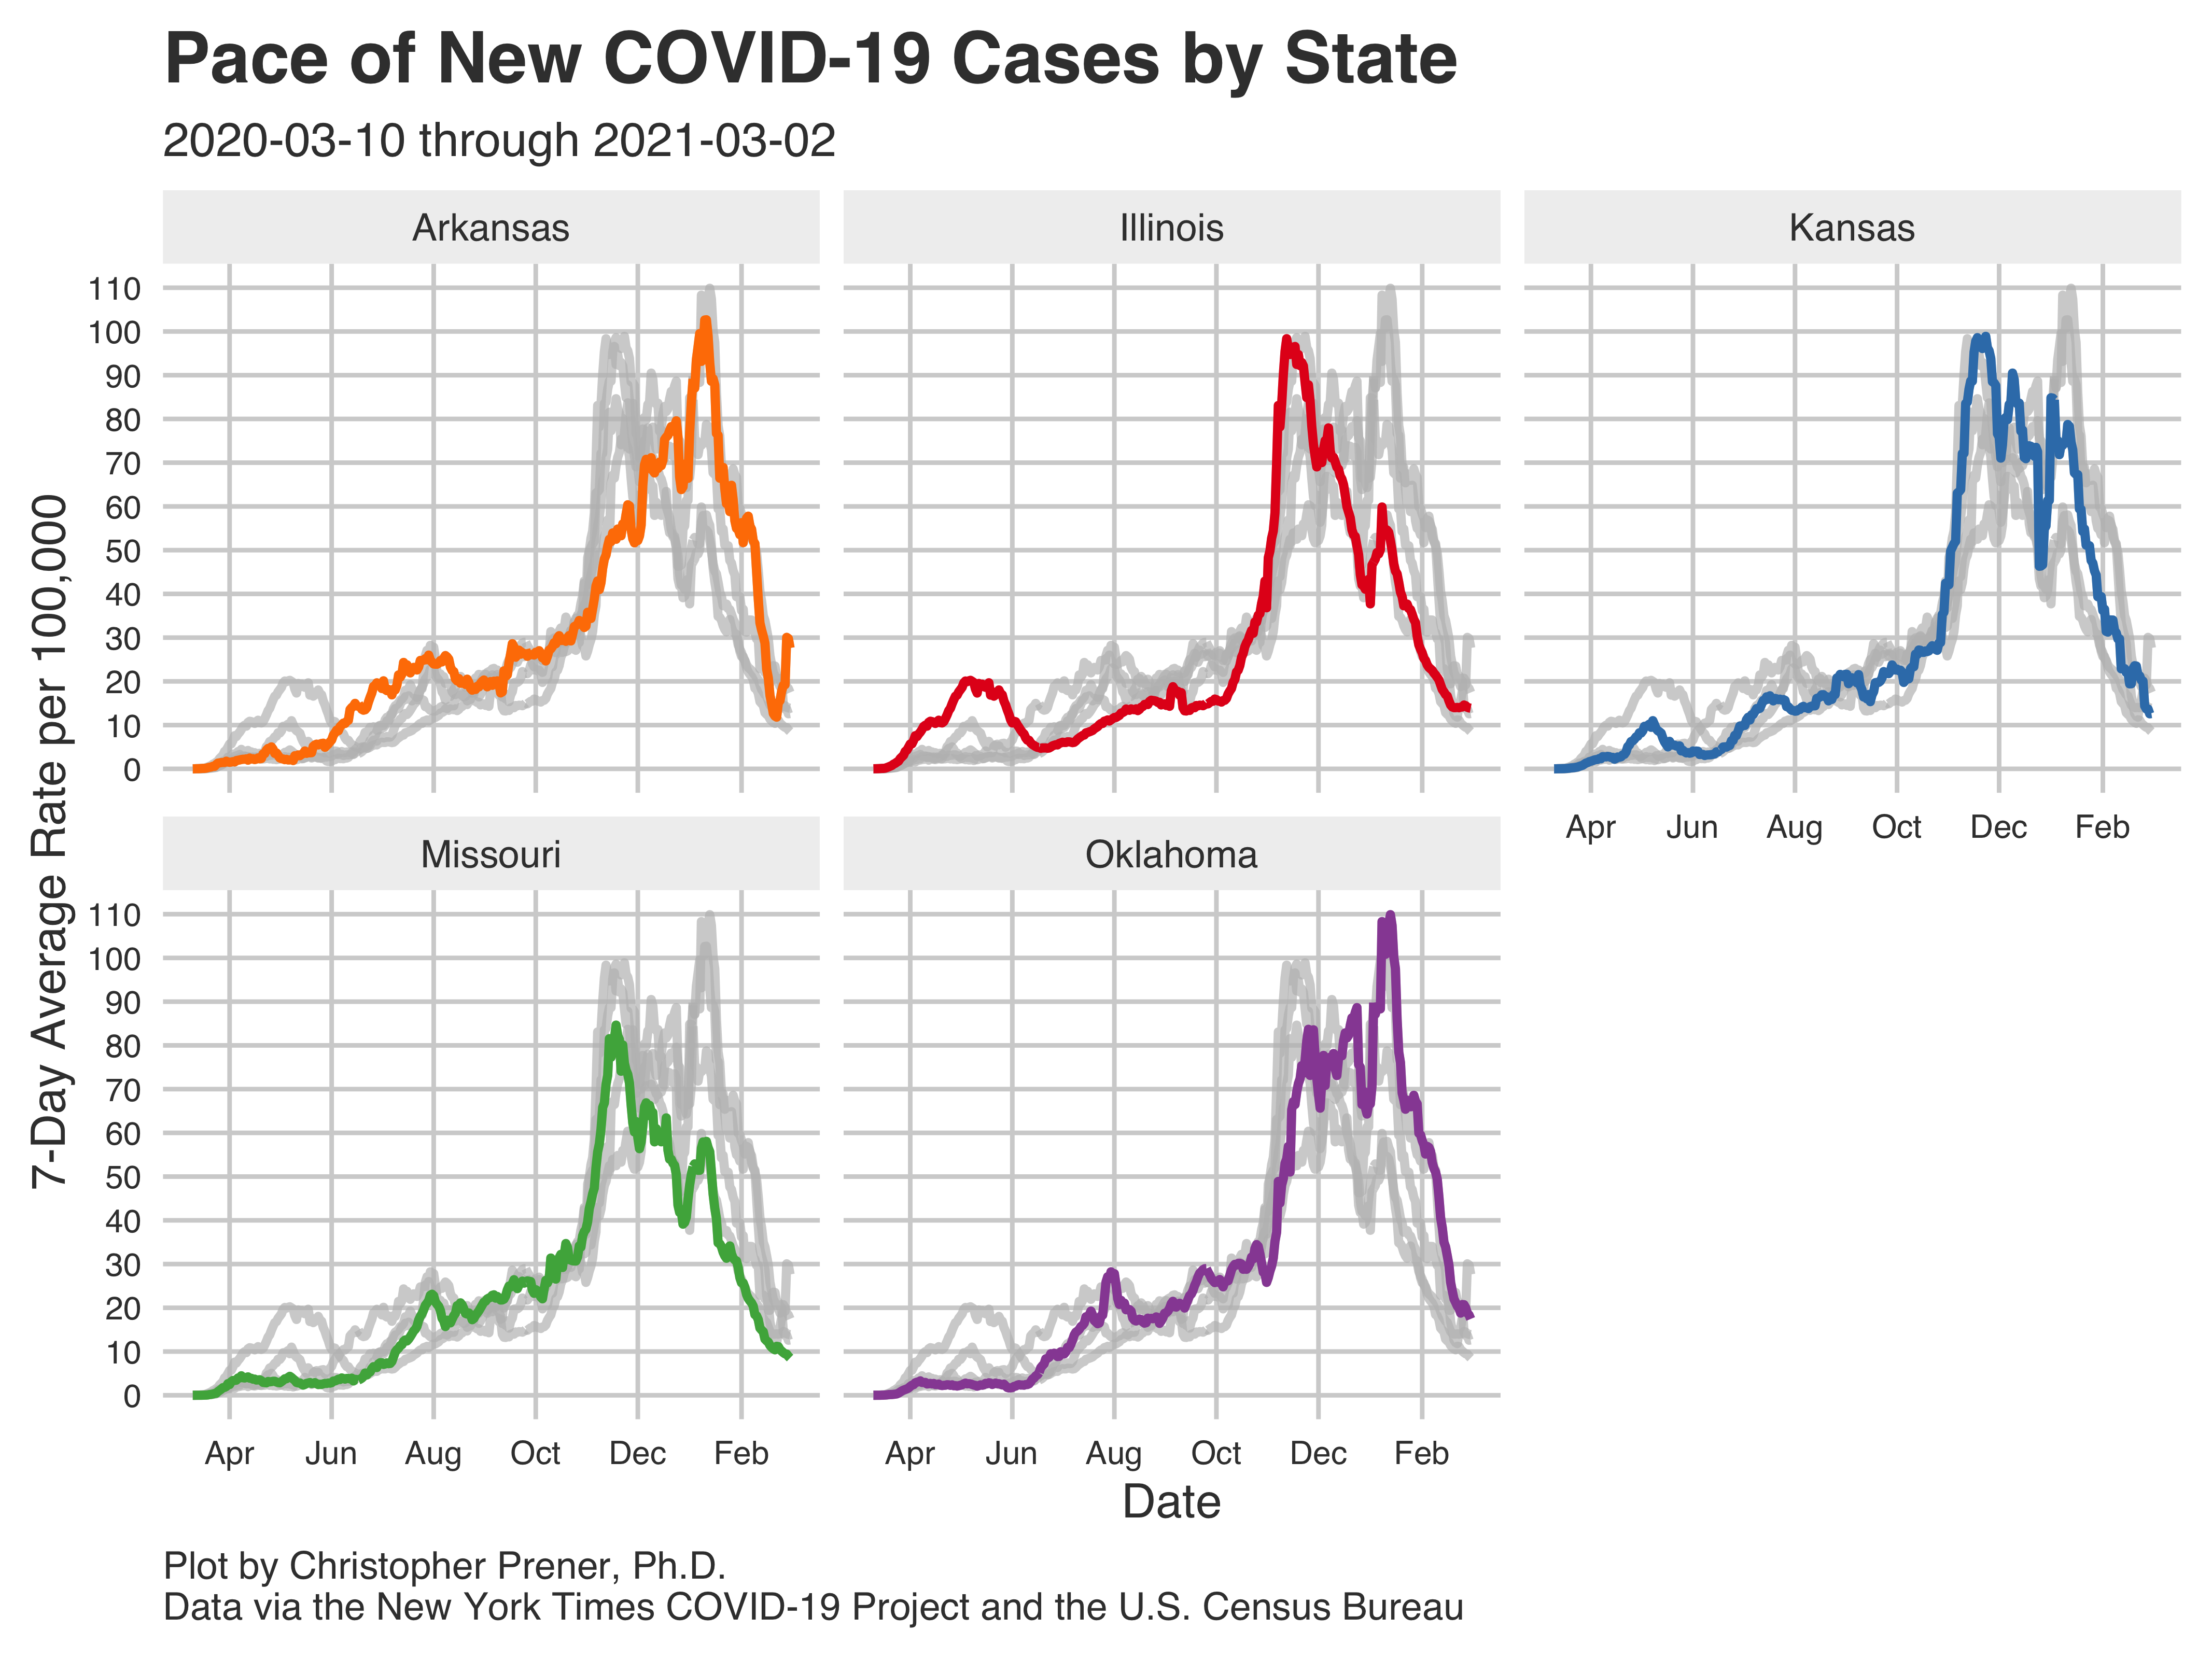 Pace of New COVID-19 Cases by State
2020-03-10 through 2021-03-02
7-Day Average Rate per 100,000
Arkansas
Illinois
Kansas
110
100
90
80
70
60
50
40
30
20
10
0
Apr Jun Aug Oct Dec Feb
Missouri
Oklahoma
110
100
90
80
70
60
50
40
30
20
10
0
Apr Jun Aug Oct Dec Feb
Apr Jun Aug Oct Dec Feb
Date
Plot by Christopher Prener, Ph.D.
Data via the New York Times COVID-19 Project and the U.S. Census Bureau